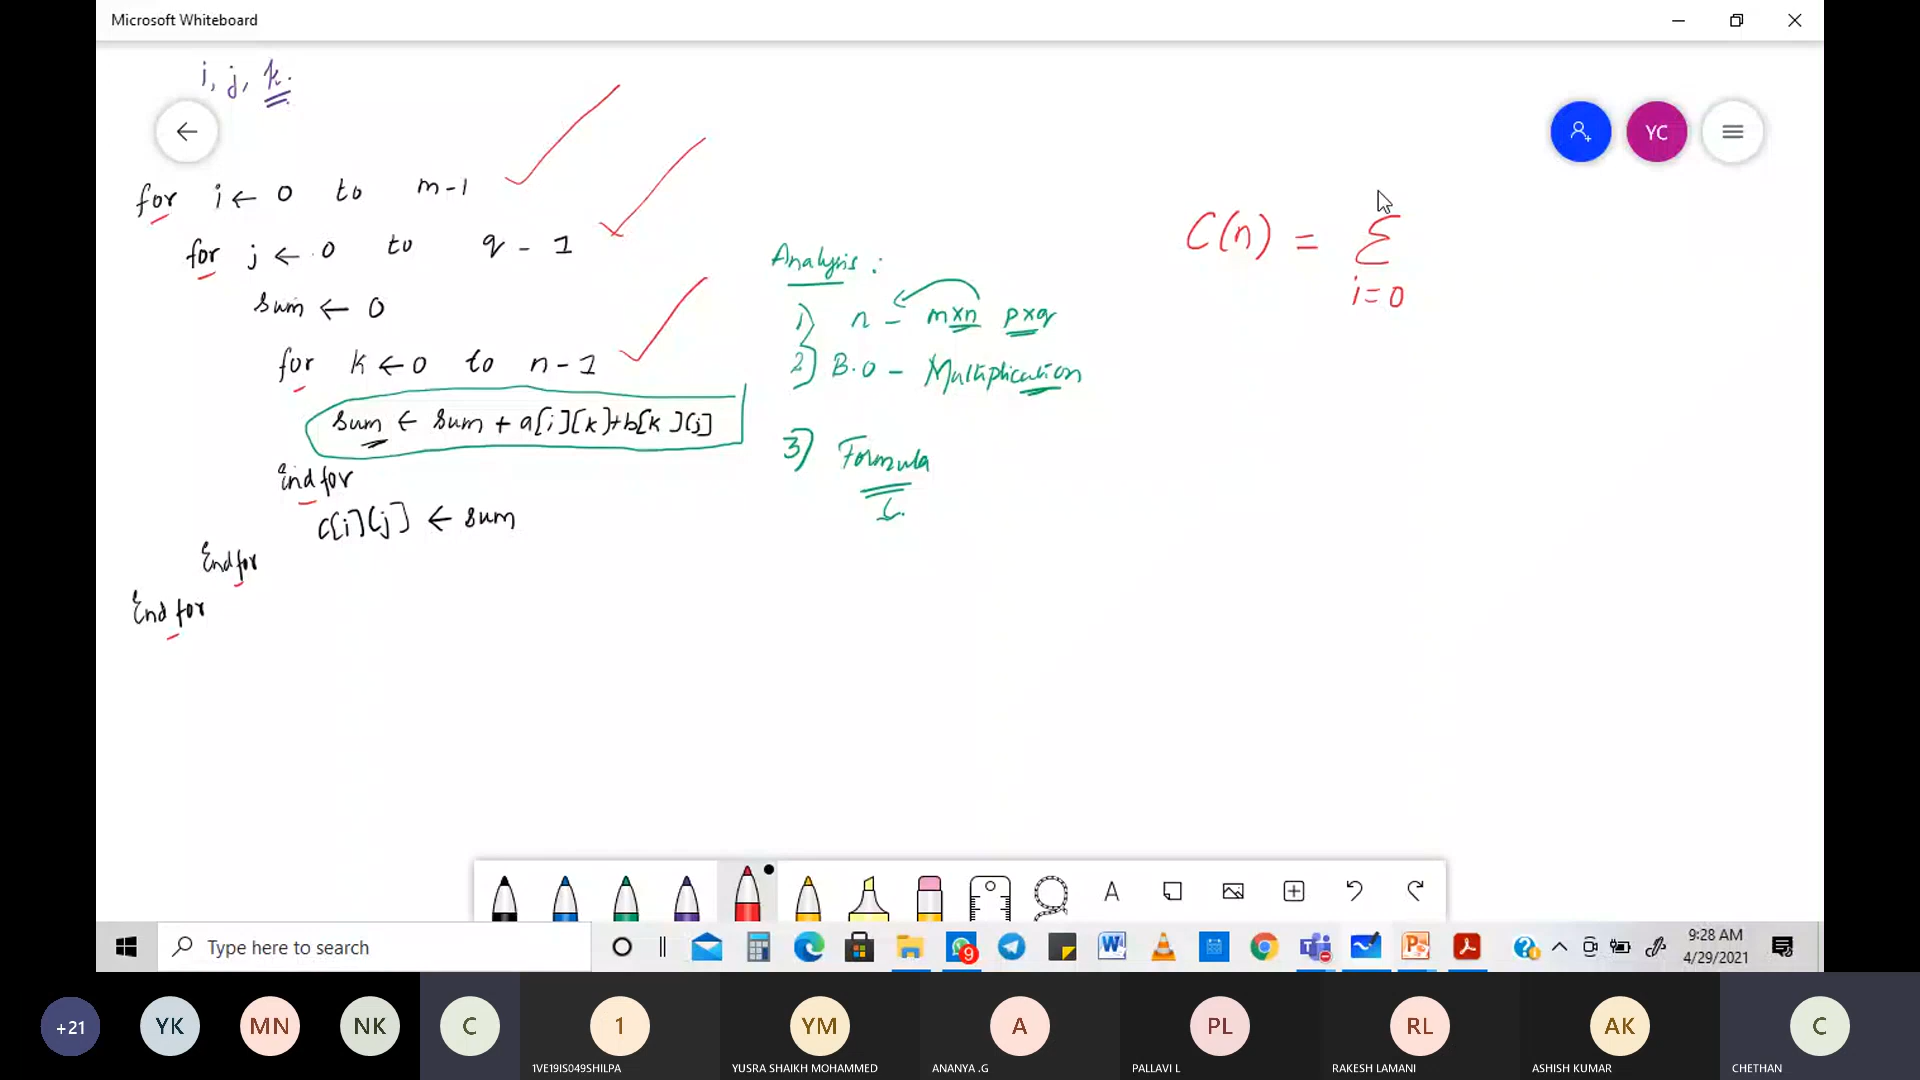 Microsoft Whiteboard
i, j, k.
YC
for i ← 0 to m-1
for j ← 0 to q - 1
sum ← 0
for k ← 0 to n-1
sum ← sum + a[i][k]+b[k][j]
End for
c[i][j] ← sum
End for
End for
Analysis :
1) n - m×n p×q
2) B.O - Multiplication
3) Formula
C(n) = Σ
i=0
A
Type here to search
9
9:28 AM
4/29/2021
+21
YK
MN
NK
C
1
YM
A
PL
RL
AK
C
1VE19IS049SHILPA
YUSRA SHAIKH MOHAMMED
ANANYA .G
PALLAVI L
RAKESH LAMANI
ASHISH KUMAR
CHETHAN